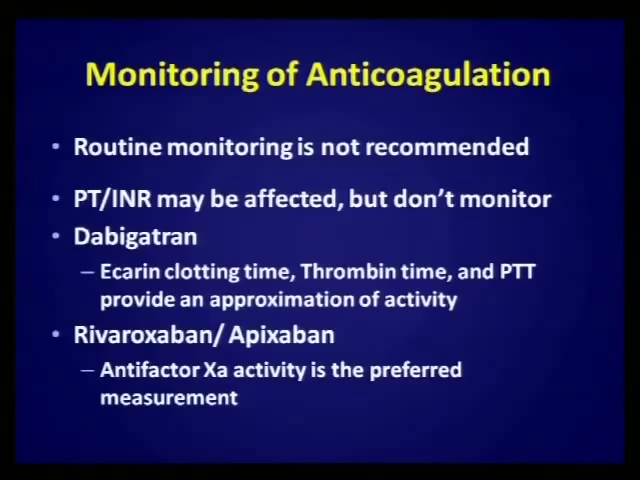 Monitoring of Anticoagulation
• Routine monitoring is not recommended
• PT/INR may be affected, but don't monitor
• Dabigatran
– Ecarin clotting time, Thrombin time, and PTT
provide an approximation of activity
• Rivaroxaban/ Apixaban
– Antifactor Xa activity is the preferred
measurement